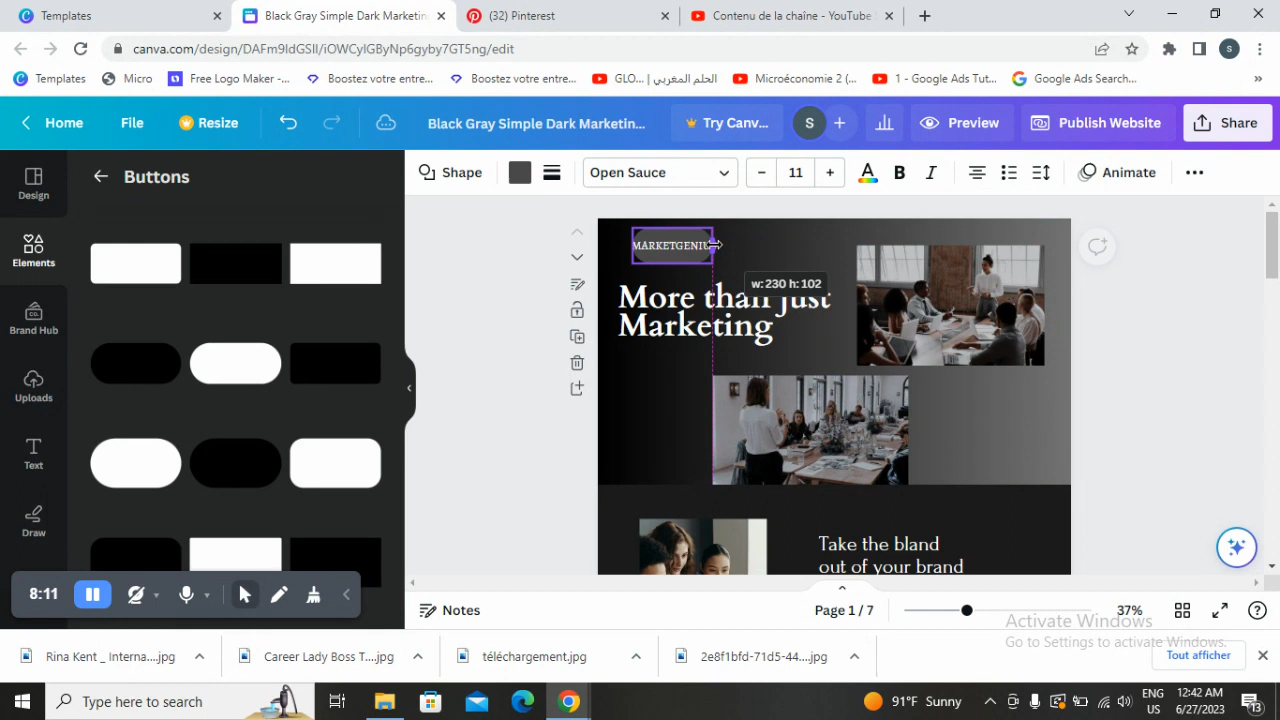 Templates
Black Gray Simple Dark Marketin
(32) Pinterest
Contenu de la chaîne - YouTube S
canva.com/design/DAFm9ldGSlI/iOWCylGByNp6gyby7GT5ng/edit
S
Templates
Micro
Free Logo Maker -...
Boostez votre entre...
Boostez votre entre...
GLO... | الحلم المغربي
Microéconomie 2 (...
1 - Google Ads Tut...
Google Ads Search...
»
Home
File
Resize
Black Gray Simple Dark Marketin...
Try Canv...
S
Preview
Publish Website
Share
Design
Elements
Brand Hub
Uploads
Text
Draw
Buttons
Shape
Open Sauce
11
A
B
I
Animate
MARKETGENIU
w: 230 h: 102
More than just
Marketing
Take the bland
out of your brand
8:11
Notes
Page 1 / 7
37%
Activate Windows
Go to Settings to activate Windows.
Rina Kent _ Interna....jpg
Career Lady Boss T....jpg
téléchargement.jpg
2e8f1bfd-71d5-44....jpg
Tout afficher
Type here to search
91°F Sunny
ENG
US
12:42 AM
6/27/2023
13